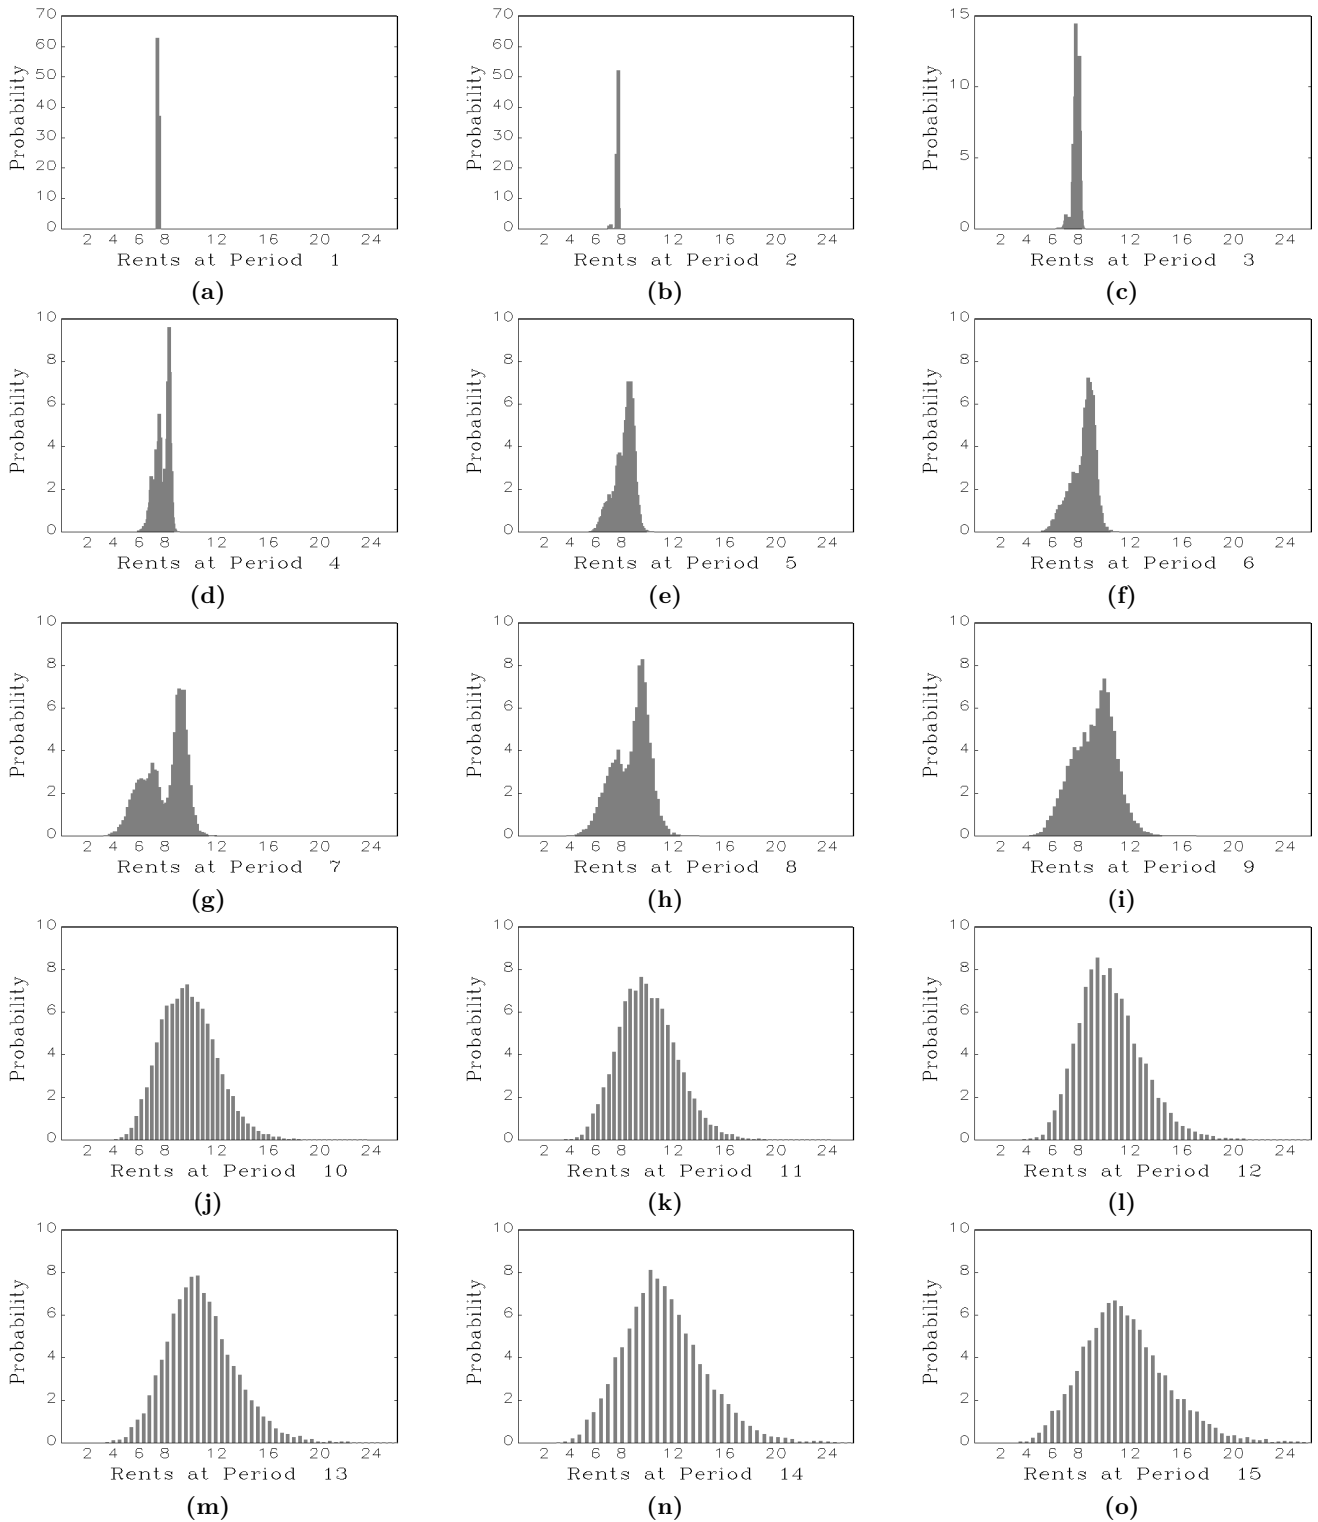 70
60
50
40
30
20
10
0
Probability
2 4 6 8 12 16 20 24
Rents at Period 1
(a)
70
60
50
40
30
20
10
0
Probability
2 4 6 8 12 16 20 24
Rents at Period 2
(b)
15
10
5
0
Probability
2 4 6 8 12 16 20 24
Rents at Period 3
(c)
10
8
6
4
2
0
Probability
2 4 6 8 12 16 20 24
Rents at Period 4
(d)
10
8
6
4
2
0
Probability
2 4 6 8 12 16 20 24
Rents at Period 5
(e)
10
8
6
4
2
0
Probability
2 4 6 8 12 16 20 24
Rents at Period 6
(f)
10
8
6
4
2
0
Probability
2 4 6 8 12 16 20 24
Rents at Period 7
(g)
10
8
6
4
2
0
Probability
2 4 6 8 12 16 20 24
Rents at Period 8
(h)
10
8
6
4
2
0
Probability
2 4 6 8 12 16 20 24
Rents at Period 9
(i)
10
8
6
4
2
0
Probability
2 4 6 8 12 16 20 24
Rents at Period 10
(j)
10
8
6
4
2
0
Probability
2 4 6 8 12 16 20 24
Rents at Period 11
(k)
10
8
6
4
2
0
Probability
2 4 6 8 12 16 20 24
Rents at Period 12
(l)
10
8
6
4
2
0
Probability
2 4 6 8 12 16 20 24
Rents at Period 13
(m)
10
8
6
4
2
0
Probability
2 4 6 8 12 16 20 24
Rents at Period 14
(n)
10
8
6
4
2
0
Probability
2 4 6 8 12 16 20 24
Rents at Period 15
(o)